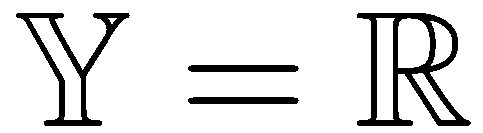 𝕐 = ℝ